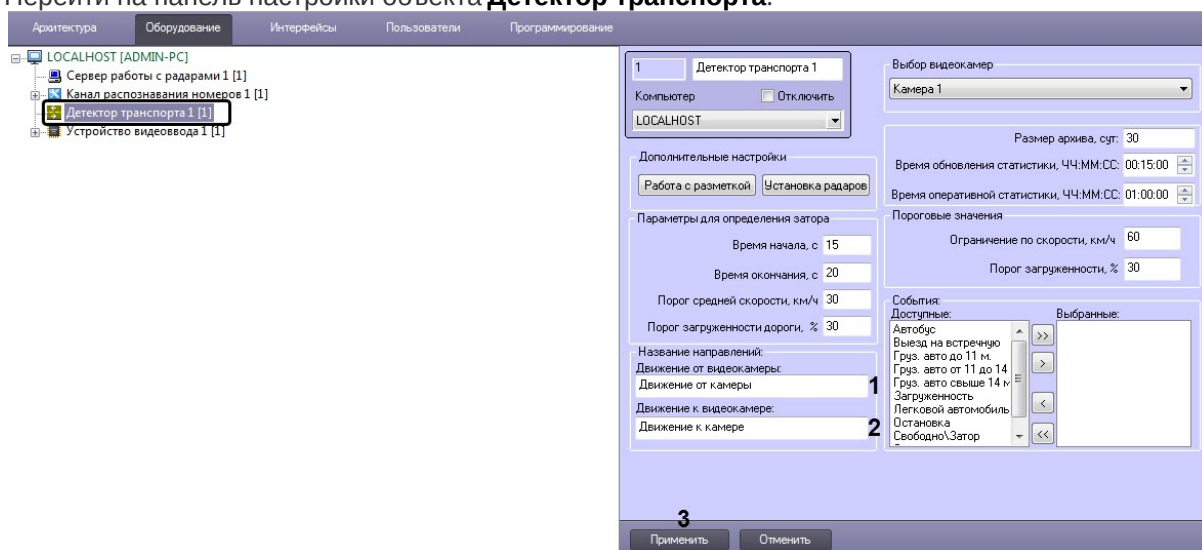 Перейти на панель настройки объекта Детектор транспорта.
Архитектура Оборудование Интерфейсы Пользователи Программирование
LOCALHOST [ADMIN-PC]
Сервер работы с радарами 1 [1]
Канал распознавания номеров 1 [1]
Детектор транспорта 1 [1]
Устройство видеоввода 1 [1]
1 Детектор транспорта 1
Компьютер Отключить
LOCALHOST
Дополнительные настройки
Работа с разметкой Установка радаров
Параметры для определения затора
Время начала, с 15
Время окончания, с 20
Порог средней скорости, км/ч 30
Порог загруженности дороги, % 30
Название направлений:
Движение от видеокамеры:
Движение от камеры 1
Движение к видеокамере:
Движение к камере 2
Выбор видеокамер
Камера 1
Размер архива, сут: 30
Время обновления статистики, ЧЧ:ММ:СС: 00:15:00
Время оперативной статистики, ЧЧ:ММ:СС: 01:00:00
Пороговые значения
Ограничение по скорости, км/ч 60
Порог загруженности, % 30
События:
Доступные: Выбранные:
Автобус
Выезд на встречную
Груз. авто до 11 м.
Груз. авто от 11 до 14
Груз. авто свыше 14 м
Загруженность
Легковой автомобиль
Остановка
Свободно\Затор
>>
>
<
<<
3
Применить Отменить